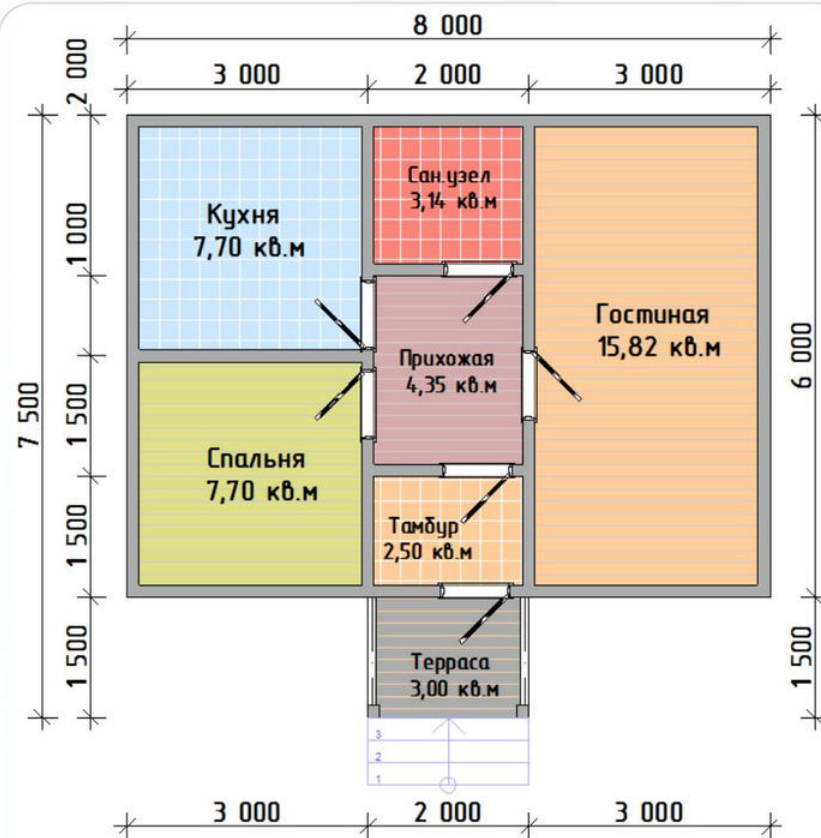 8 000
3 000
2 000
3 000
2 000
1 000
1 500
1 500
1 500
7 500
6 000
1 500
Кухня
7,70 кв.м
Сан.узел
3,14 кв.м
Гостиная
15,82 кв.м
Прихожая
4,35 кв.м
Спальня
7,70 кв.м
Тамбур
2,50 кв.м
Терраса
3,00 кв.м
3
2
1
3 000
2 000
3 000